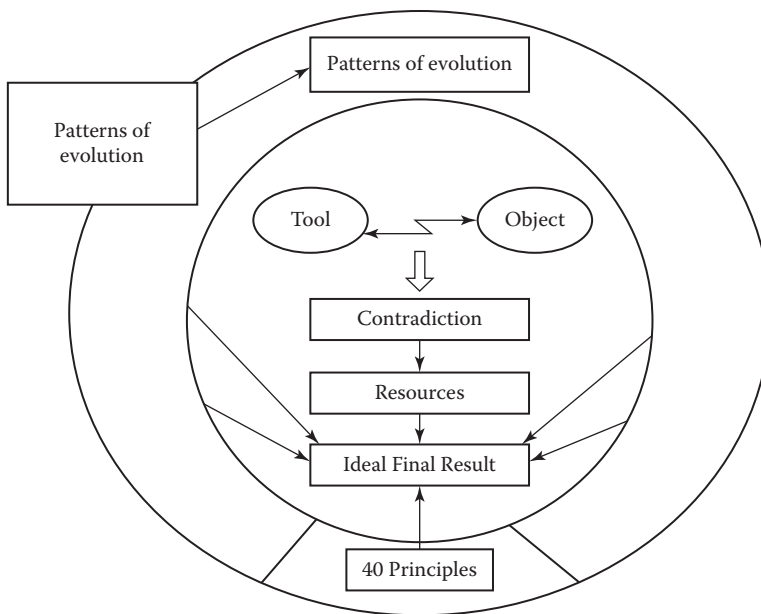 Patterns of evolution
Patterns of
evolution
Tool
Object
Contradiction
Resources
Ideal Final Result
40 Principles